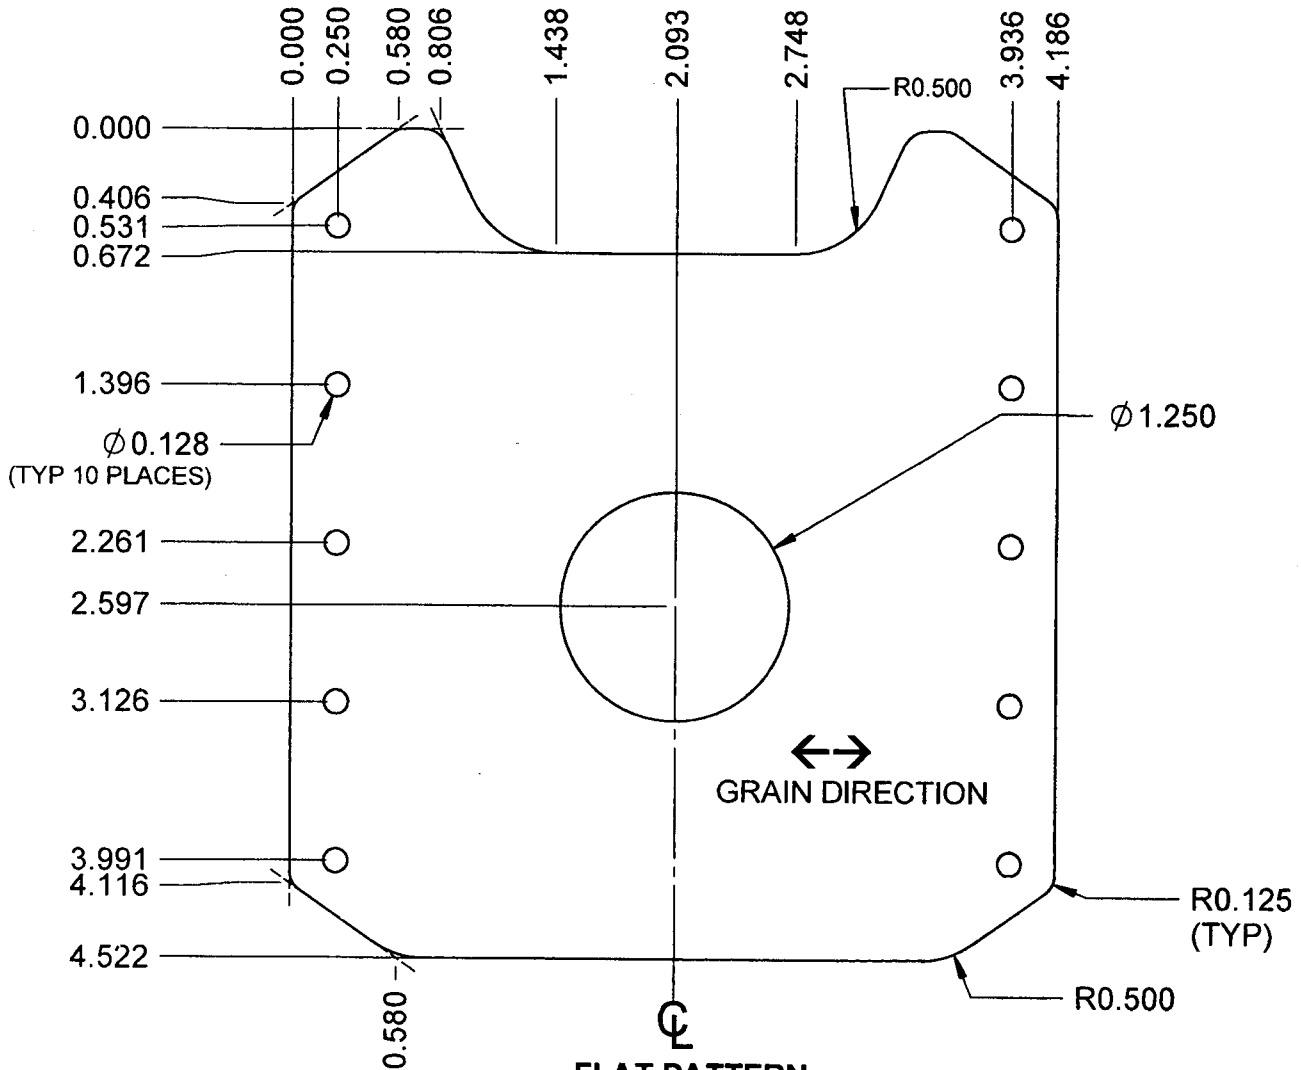 0.000
0.250
0.580
0.806
1.438
2.093
2.748
3.936
4.186
R0.500
0.000
0.406
0.531
0.672
1.396
Ø0.128
(TYP 10 PLACES)
Ø1.250
2.261
2.597
3.126
GRAIN DIRECTION
3.991
4.116
R0.125
(TYP)
4.522
R0.500
0.580
℄
FLAT PATTERN